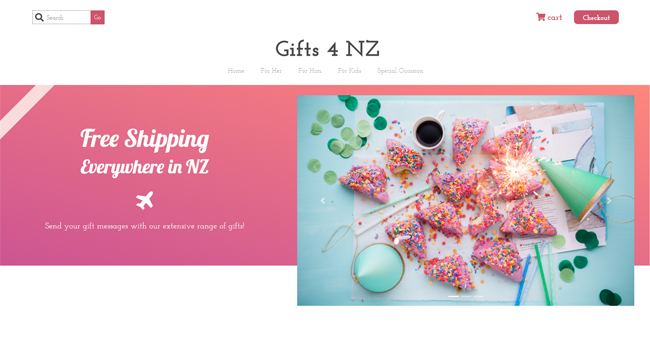 Search
Go
cart
Checkout
Gifts 4 NZ
Home For Her For Him For Kids Special Occasion
Free Shipping
Everywhere in NZ
Send your gift messages with our extensive range of gifts!